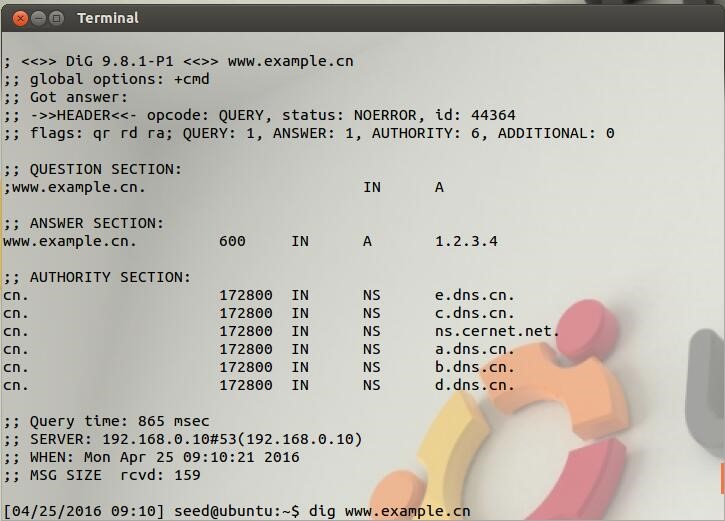 Terminal
; <<>> DiG 9.8.1-P1 <<>> www.example.cn
;; global options: +cmd
;; Got answer:
;; ->>HEADER<<- opcode: QUERY, status: NOERROR, id: 44364
;; flags: qr rd ra; QUERY: 1, ANSWER: 1, AUTHORITY: 6, ADDITIONAL: 0
;; QUESTION SECTION:
;www.example.cn. IN A
;; ANSWER SECTION:
www.example.cn. 600 IN A 1.2.3.4
;; AUTHORITY SECTION:
cn. 172800 IN NS e.dns.cn.
cn. 172800 IN NS c.dns.cn.
cn. 172800 IN NS ns.cernet.net.
cn. 172800 IN NS a.dns.cn.
cn. 172800 IN NS b.dns.cn.
cn. 172800 IN NS d.dns.cn.
;; Query time: 865 msec
;; SERVER: 192.168.0.10#53(192.168.0.10)
;; WHEN: Mon Apr 25 09:10:21 2016
;; MSG SIZE rcvd: 159
[04/25/2016 09:10] seed@ubuntu:~$ dig www.example.cn